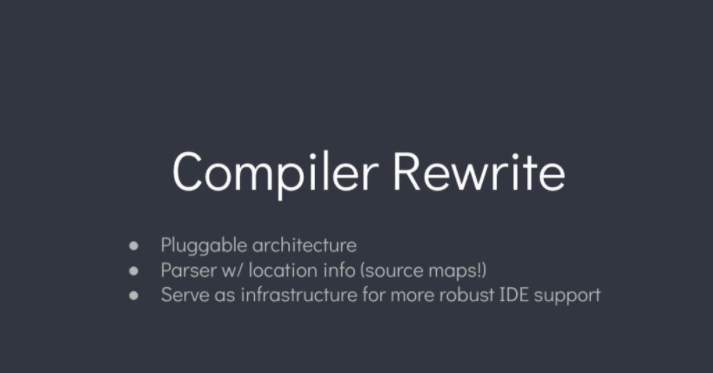 Compiler Rewrite
● Pluggable architecture
● Parser w/ location info (source maps!)
● Serve as infrastructure for more robust IDE support